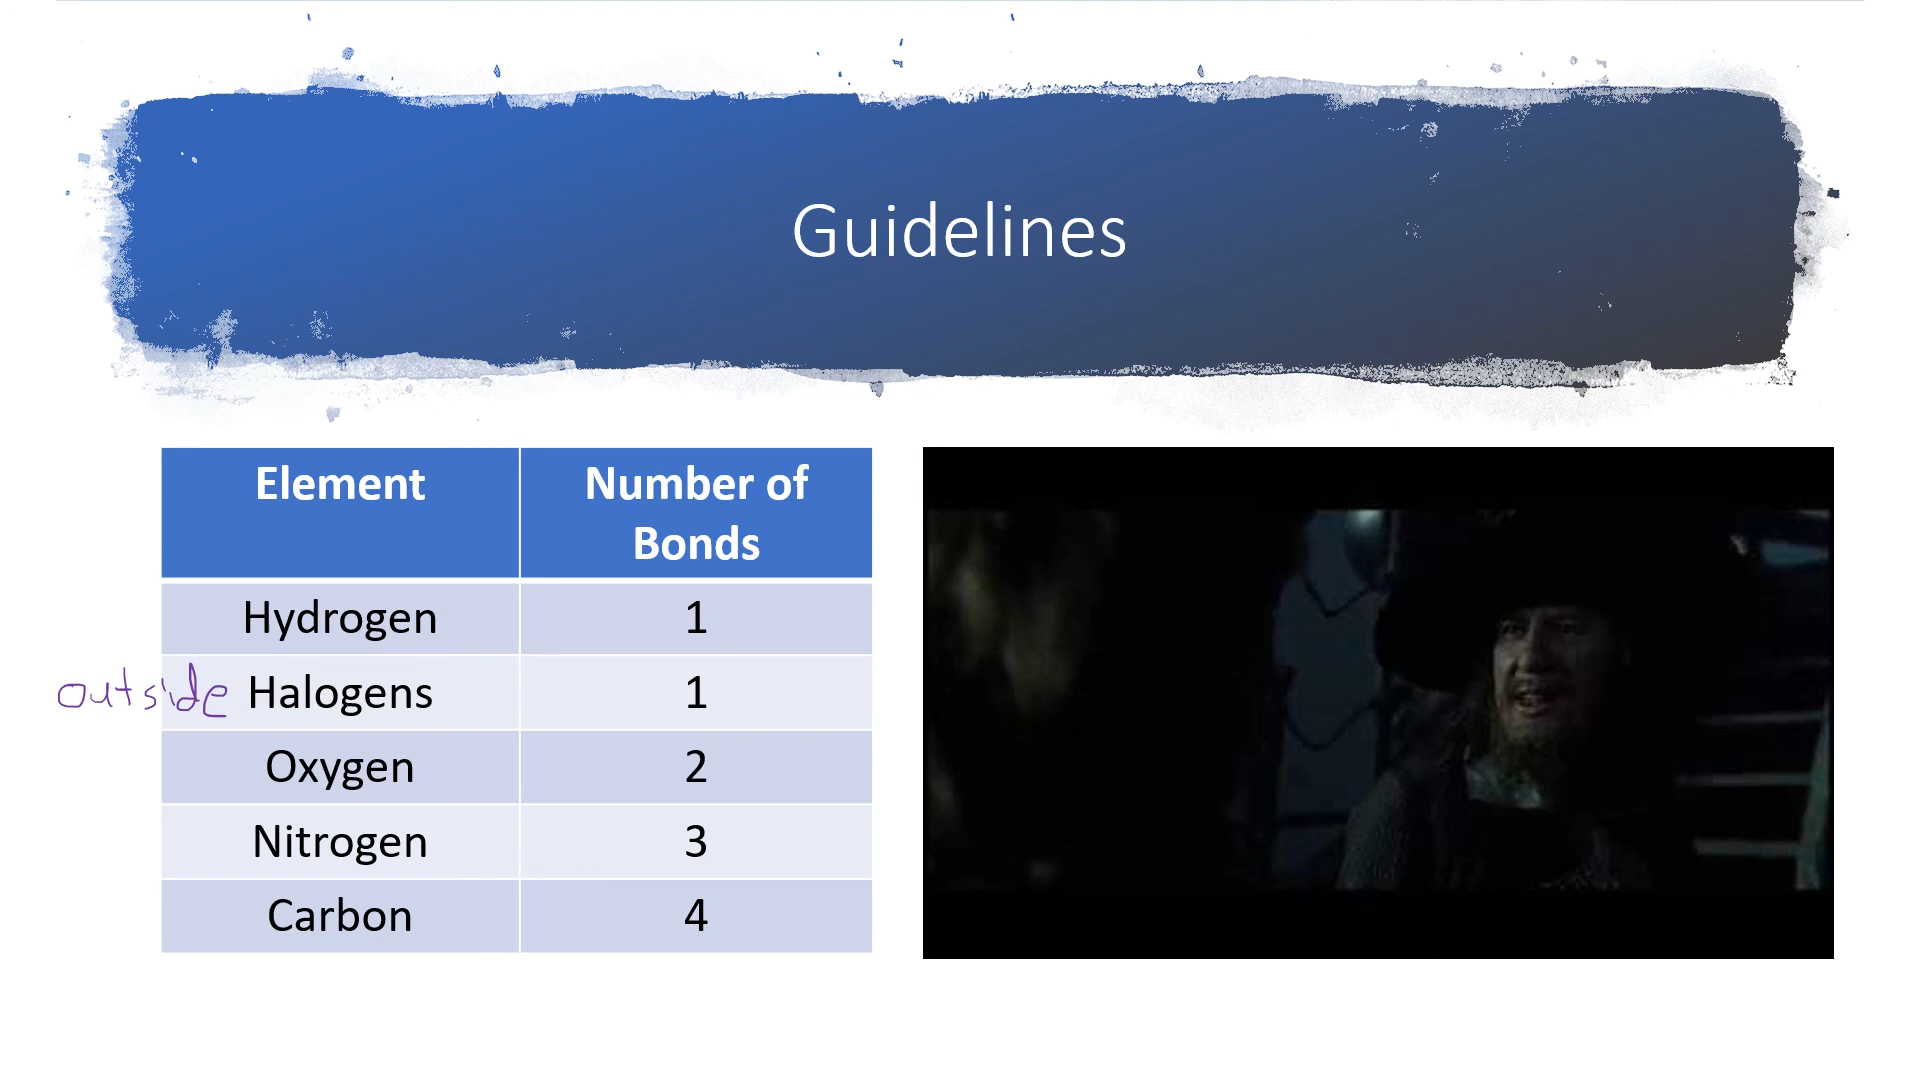 Guidelines
Element Number of
Bonds
Hydrogen 1
outside Halogens 1
Oxygen 2
Nitrogen 3
Carbon 4